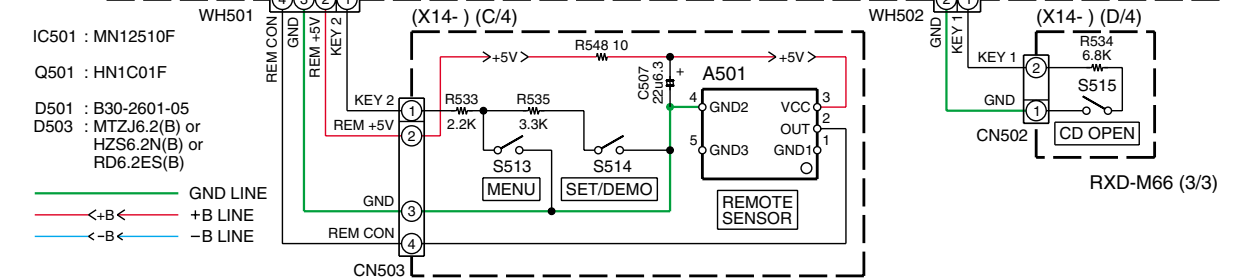 4 3 2 1
WH501
REM CON
GND
REM +5V
KEY 2
IC501 : MN12510F
Q501 : HN1C01F
D501 : B30-2601-05
D503 : MTZJ6.2(B) or
HZS6.2N(B) or
RD6.2ES(B)
GND LINE
+B +B LINE
−B −B LINE
(X14- ) (C/4)
+5V R548 10 +5V
C507
22u6.3
+
A501
KEY 2 1 R533 R535
2.2K 3.3K
REM +5V 2
4 GND2 VCC 3
OUT 2
5 GND3 GND1 1
S513 S514
MENU SET/DEMO
REMOTE
SENSOR
GND 3
REM CON 4
CN503
WH502
2 1
GND
KEY 1
(X14- ) (D/4)
R534
6.8K
KEY 1 2
S515
GND 1
CN502
CD OPEN
RXD-M66 (3/3)